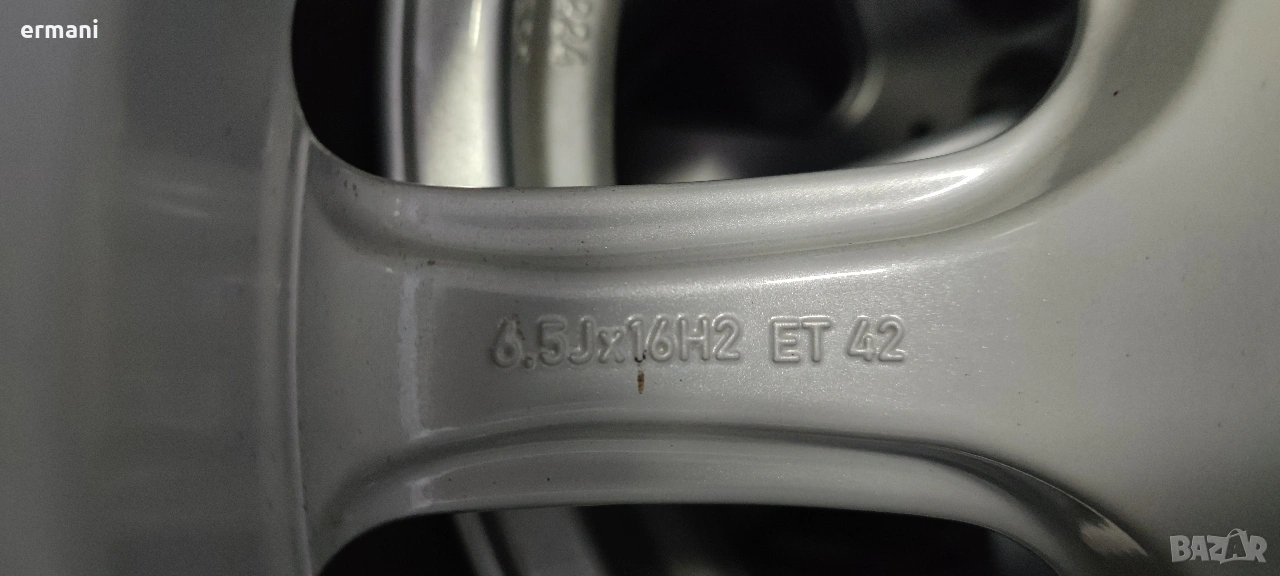 ermani
6.5Jx16H2 ET 42
BAZAR